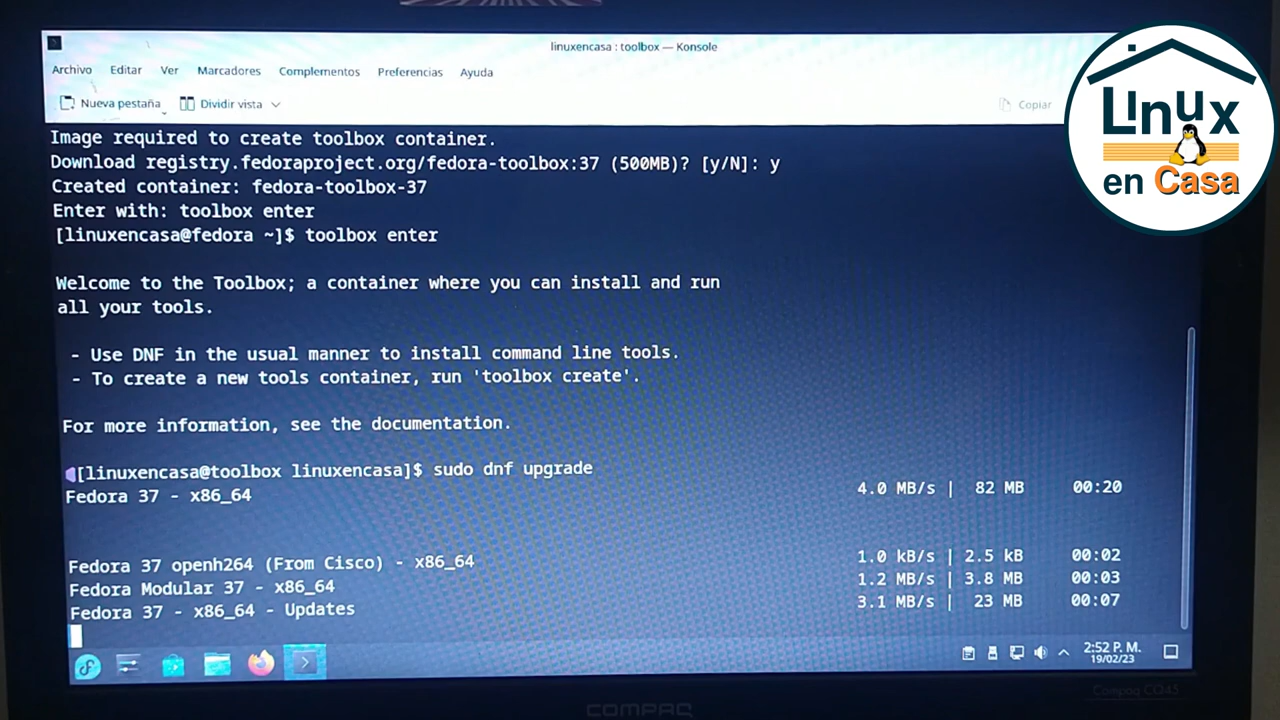 linuxencasa : toolbox — Konsole
Archivo Editar Ver Marcadores Complementos Preferencias Ayuda
Nueva pestaña Dividir vista Copiar
Linux
en Casa
Image required to create toolbox container.
Download registry.fedoraproject.org/fedora-toolbox:37 (500MB)? [y/N]: y
Created container: fedora-toolbox-37
Enter with: toolbox enter
[linuxencasa@fedora ~]$ toolbox enter
Welcome to the Toolbox; a container where you can install and run
all your tools.
- Use DNF in the usual manner to install command line tools.
- To create a new tools container, run 'toolbox create'.
For more information, see the documentation.
[linuxencasa@toolbox linuxencasa]$ sudo dnf upgrade
Fedora 37 - x86_64 4.0 MB/s | 82 MB 00:20
Fedora 37 openh264 (From Cisco) - x86_64 1.0 kB/s | 2.5 kB 00:02
Fedora Modular 37 - x86_64 1.2 MB/s | 3.8 MB 00:03
Fedora 37 - x86_64 - Updates 3.1 MB/s | 23 MB 00:07
2:52 P. M.
19/02/23
Compaq CQ45
COMPAQ